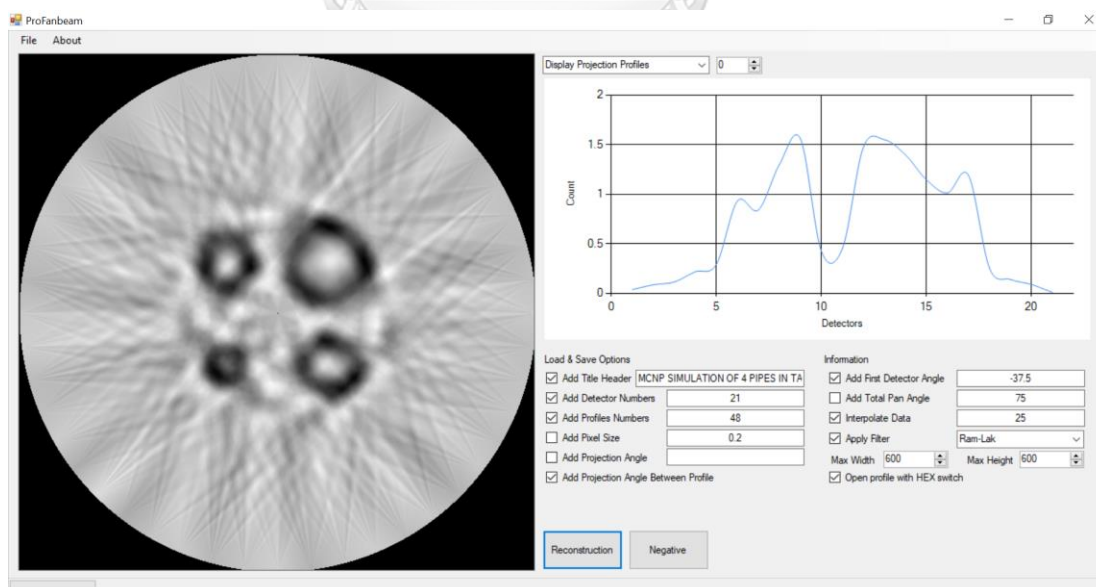 ProFanbeam
File About
Display Projection Profiles 0
2
1.5
1
0.5
0
Count
0 5 10 15 20
Detectors
Load & Save Options
Add Title Header MCNP SIMULATION OF 4 PIPES IN TA
Add Detector Numbers 21
Add Profiles Numbers 48
Add Pixel Size 0.2
Add Projection Angle
Add Projection Angle Between Profile
Information
Add First Detector Angle -37.5
Add Total Pan Angle 75
Interpolate Data 25
Apply Filter Ram-Lak
Max Width 600 Max Height 600
Open profile with HEX switch
Reconstruction Negative